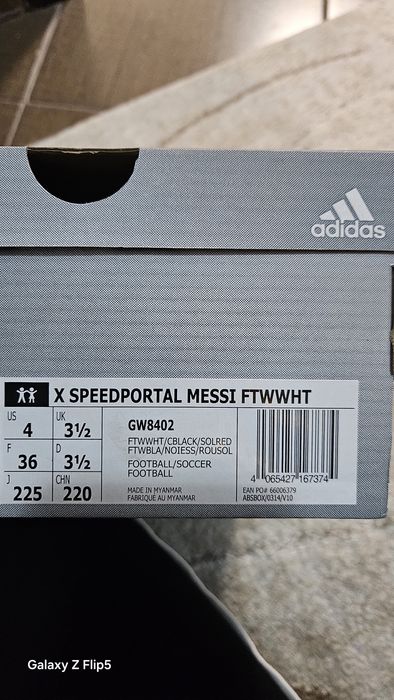 adidas
X SPEEDPORTAL MESSI FTWWHT
US 4 UK 3½
F 36 D 3½
J 225 CHN 220
GW8402
FTWWHT/CBLACK/SOLRED
FTWBLA/NOIESS/ROUSOL
FOOTBALL/SOCCER
FOOTBALL
MADE IN MYANMAR
FABRIQUE AU MYANMAR
4 065427 167374
EAN PO# 66006379
ABSBOX/0314/V10
Galaxy Z Flip5